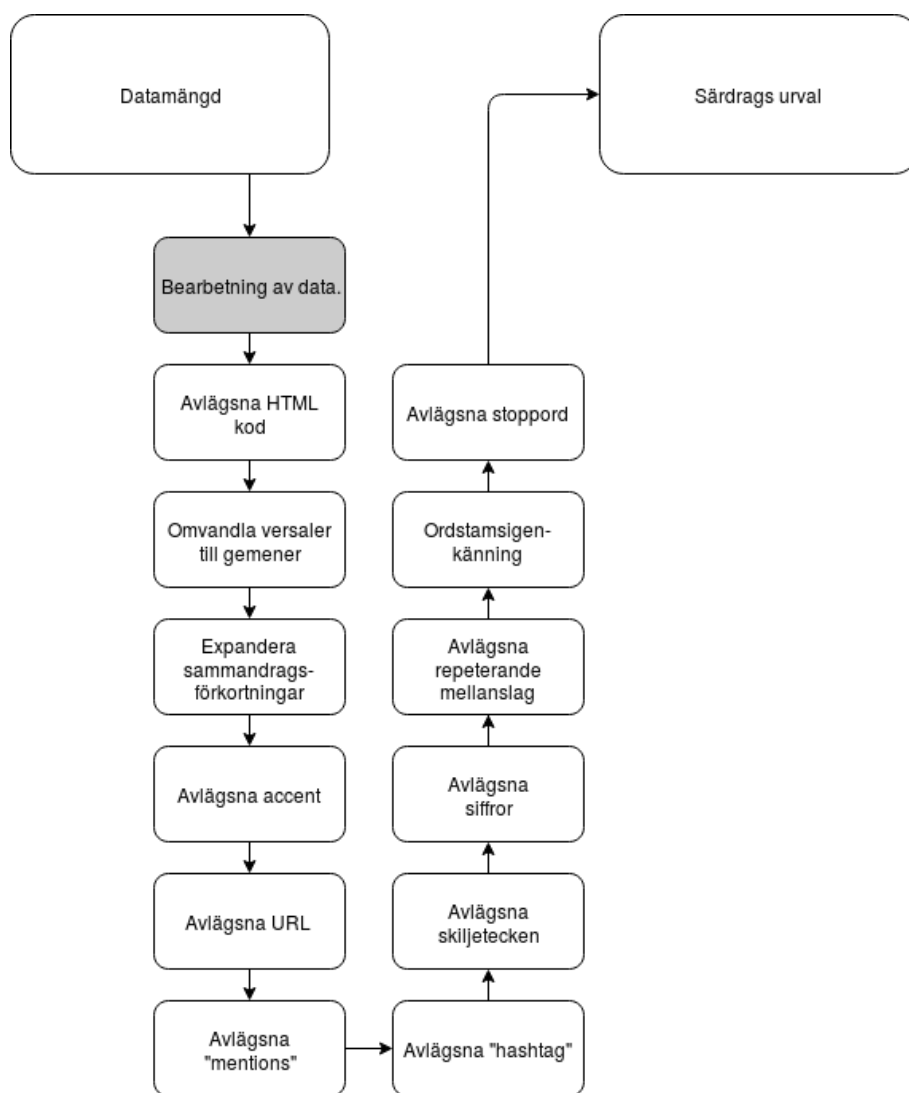 Datamängd
Särdrags urval
Bearbetning av data.
Avlägsna HTML
kod
Omvandla versaler
till gemener
Expandera
sammandrags-
förkortningar
Avlägsna accent
Avlägsna URL
Avlägsna
"mentions"
Avlägsna "hashtag"
Avlägsna
skiljetecken
Avlägsna
siffror
Avlägsna
repeterande
mellanslag
Ordstamsigen-
känning
Avlägsna stoppord